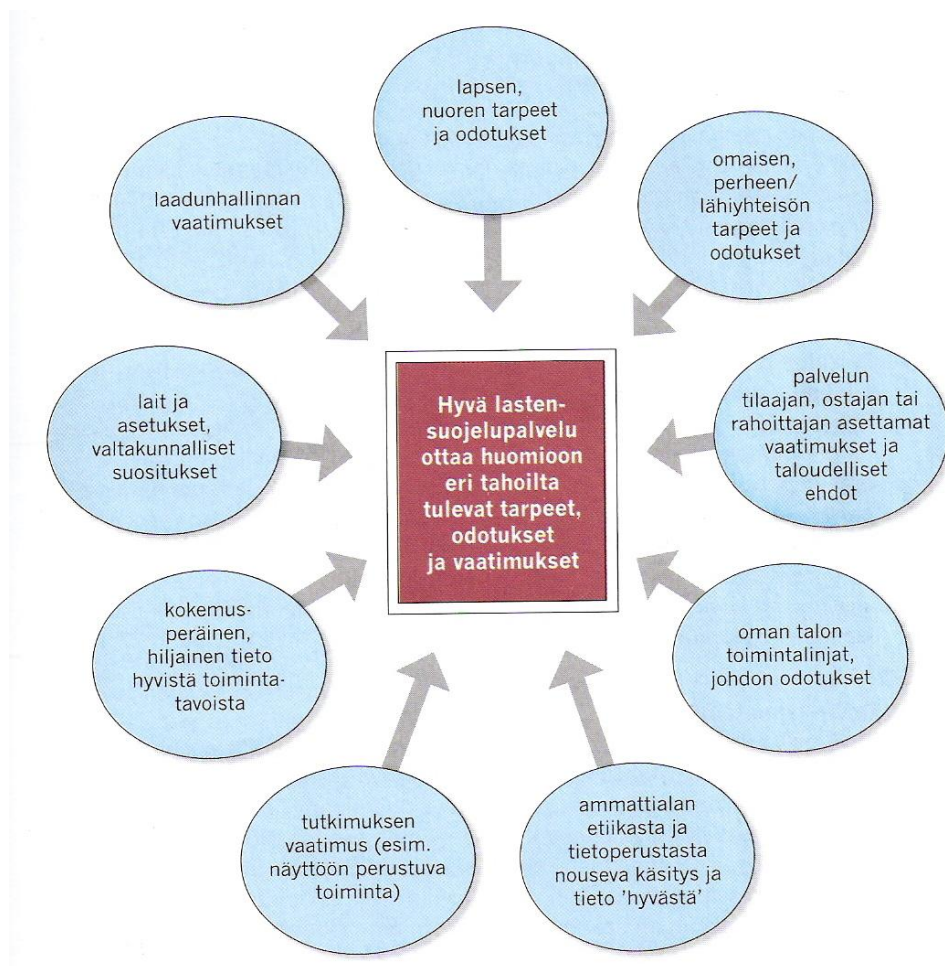 lapsen,
nuoren tarpeet
ja odotukset
omaisen,
perheen/
lähiyhteisön
tarpeet ja
odotukset
palvelun
tilaajan, ostajan tai
rahoittajan asettamat
vaatimukset ja
taloudelliset
ehdot
oman talon
toimintalinjat,
johdon odotukset
ammattialan
etiikasta ja
tietoperustasta
nouseva käsitys ja
tieto ’hyvästä’
tutkimuksen
vaatimus (esim.
näyttöön perustuva
toiminta)
kokemus-
peräinen,
hiljainen tieto
hyvistä toiminta-
tavoista
lait ja
asetukset,
valtakunnalliset
suositukset
laadunhallinnan
vaatimukset
Hyvä lasten-
suojelupalvelu
ottaa huomioon
eri tahoilta
tulevat tarpeet,
odotukset
ja vaatimukset